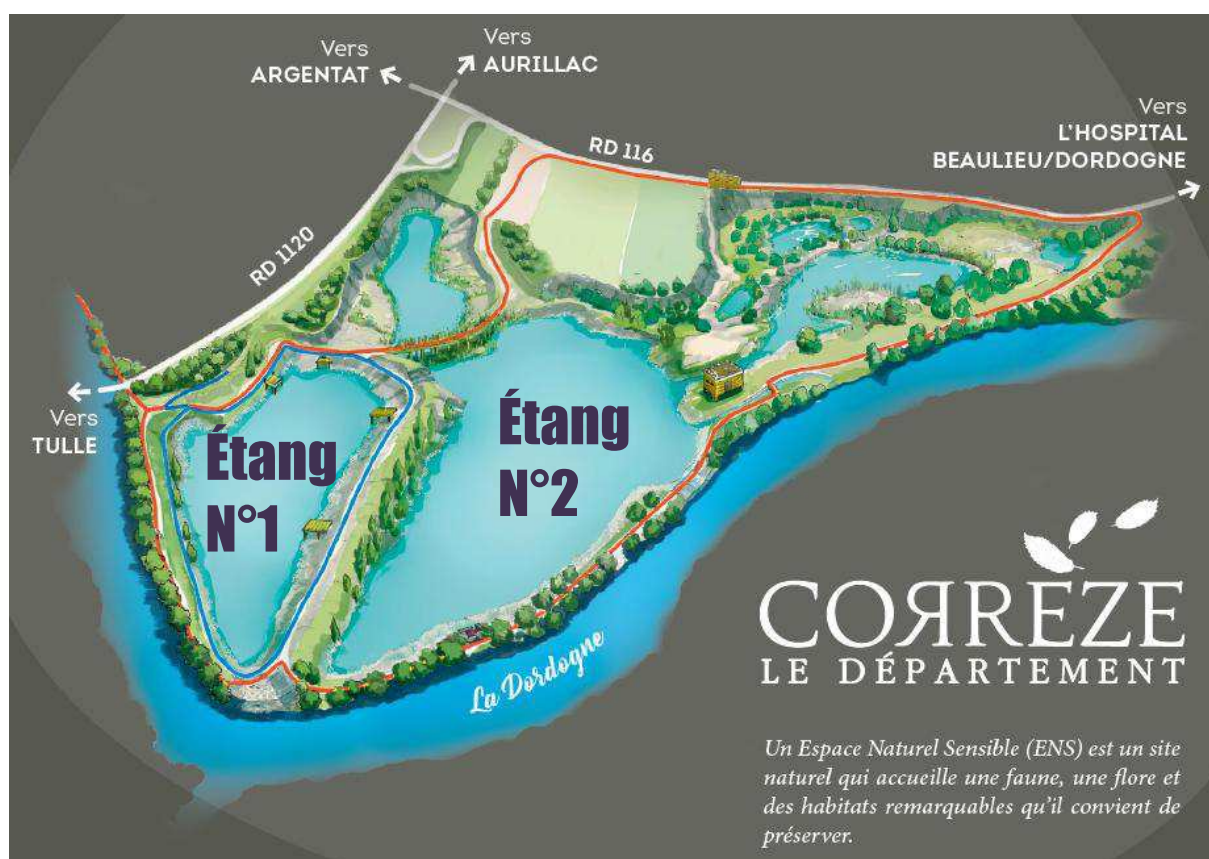 Vers
ARGENTAT
Vers
AURILLAC
Vers
L'HOSPITAL
BEAULIEU/DORDOGNE
RD 116
RD 1120
Vers
TULLE
Étang
N°1
Étang
N°2
La Dordogne
CORRÈZE
LE DÉPARTEMENT
Un Espace Naturel Sensible (ENS) est un site
naturel qui accueille une faune, une flore et
des habitats remarquables qu'il convient de
préserver.